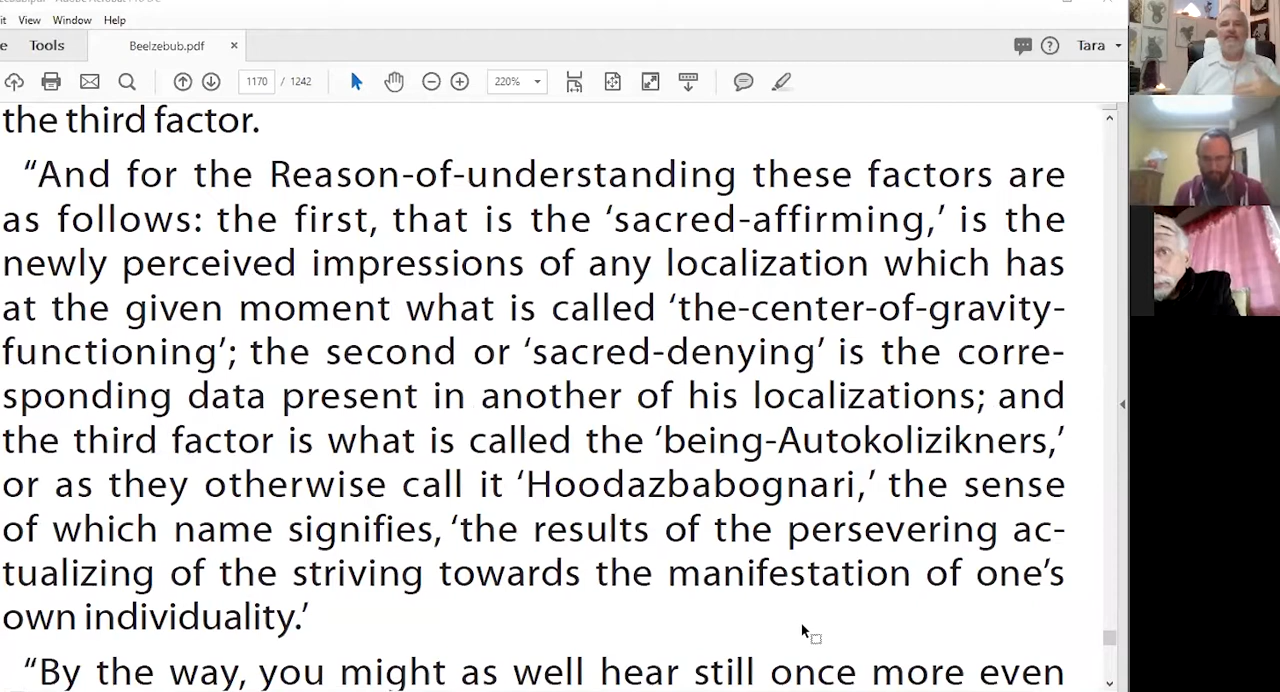 it View Window Help
e Tools Beelzebub.pdf × Tara
1170 / 1242 220%
the third factor.
“And for the Reason-of-understanding these factors are
as follows: the first, that is the ‘sacred-affirming,’ is the
newly perceived impressions of any localization which has
at the given moment what is called ‘the-center-of-gravity-
functioning’; the second or ‘sacred-denying’ is the corre-
sponding data present in another of his localizations; and
the third factor is what is called the ‘being-Autokolizikners,’
or as they otherwise call it ‘Hoodazbabognari,’ the sense
of which name signifies, ‘the results of the persevering ac-
tualizing of the striving towards the manifestation of one’s
own individuality.’
“By the way, you might as well hear still once more even